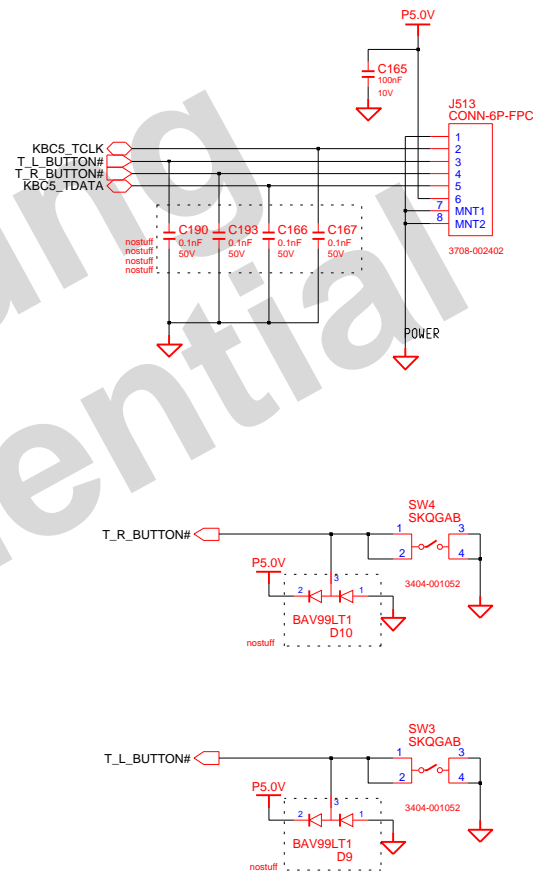 P5.0V
C165
100nF
10V
J513
CONN-6P-FPC
KBC5_TCLK
T_L_BUTTON#
T_R_BUTTON#
KBC5_TDATA
1
2
3
4
5
6
7 MNT1
8 MNT2
3708-002402
nostuff
nostuff
nostuff
nostuff
C190
0.1nF
50V
C193
0.1nF
50V
C166
0.1nF
50V
C167
0.1nF
50V
POWER
ung
ential
SW4
SKQGAB
T_R_BUTTON#
1 3
2 4
3404-001052
P5.0V
3
2 1
BAV99LT1
D10
nostuff
SW3
SKQGAB
T_L_BUTTON#
1 3
2 4
3404-001052
P5.0V
3
2 1
BAV99LT1
D9
nostuff